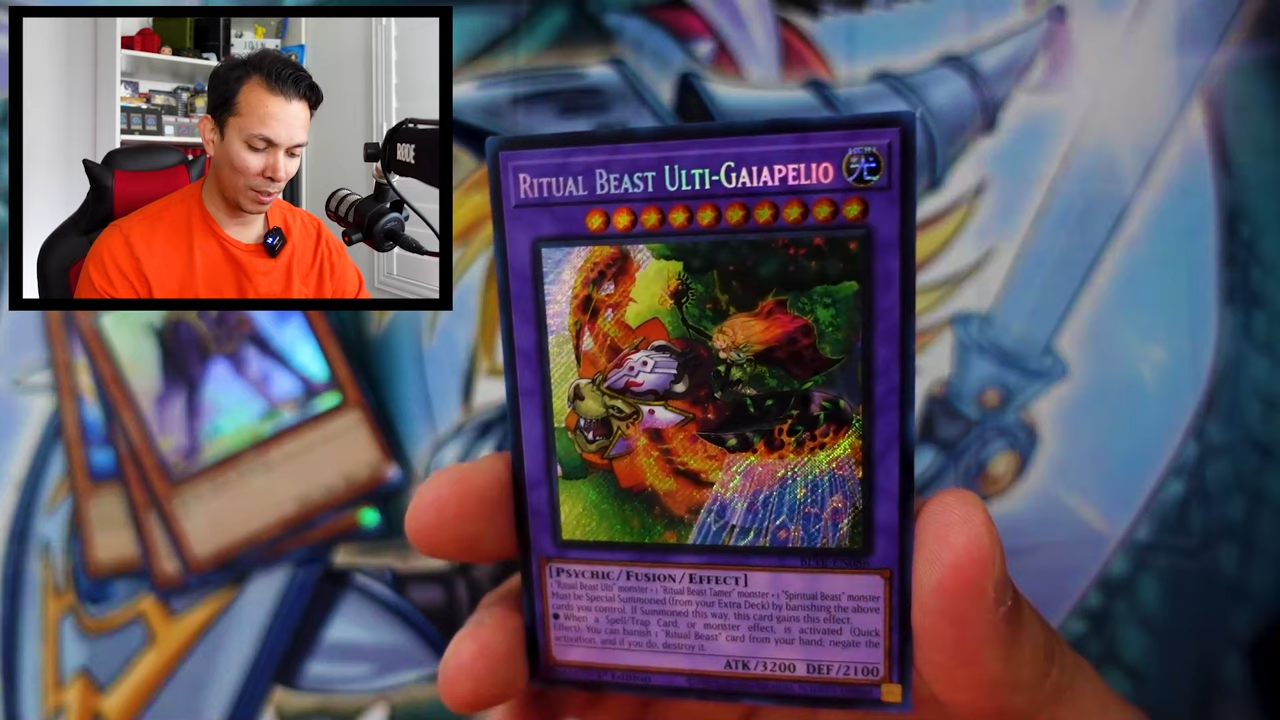 RØDE
RITUAL BEAST ULTI-GAIAPELIO
光
[PSYCHIC/FUSION/EFFECT]
1 "Ritual Beast Ulti" monster + 1 "Ritual Beast Tamer" monster + 1 "Spiritual Beast" monster
Must be Special Summoned (from your Extra Deck) by banishing the above
cards you control. If Summoned this way, this card gains this effect.
● When a Spell/Trap Card, or monster effect, is activated (Quick
Effect): You can banish 1 "Ritual Beast" card from your hand; negate the
activation, and if you do, destroy it.
ATK/3200 DEF/2100
1st Edition